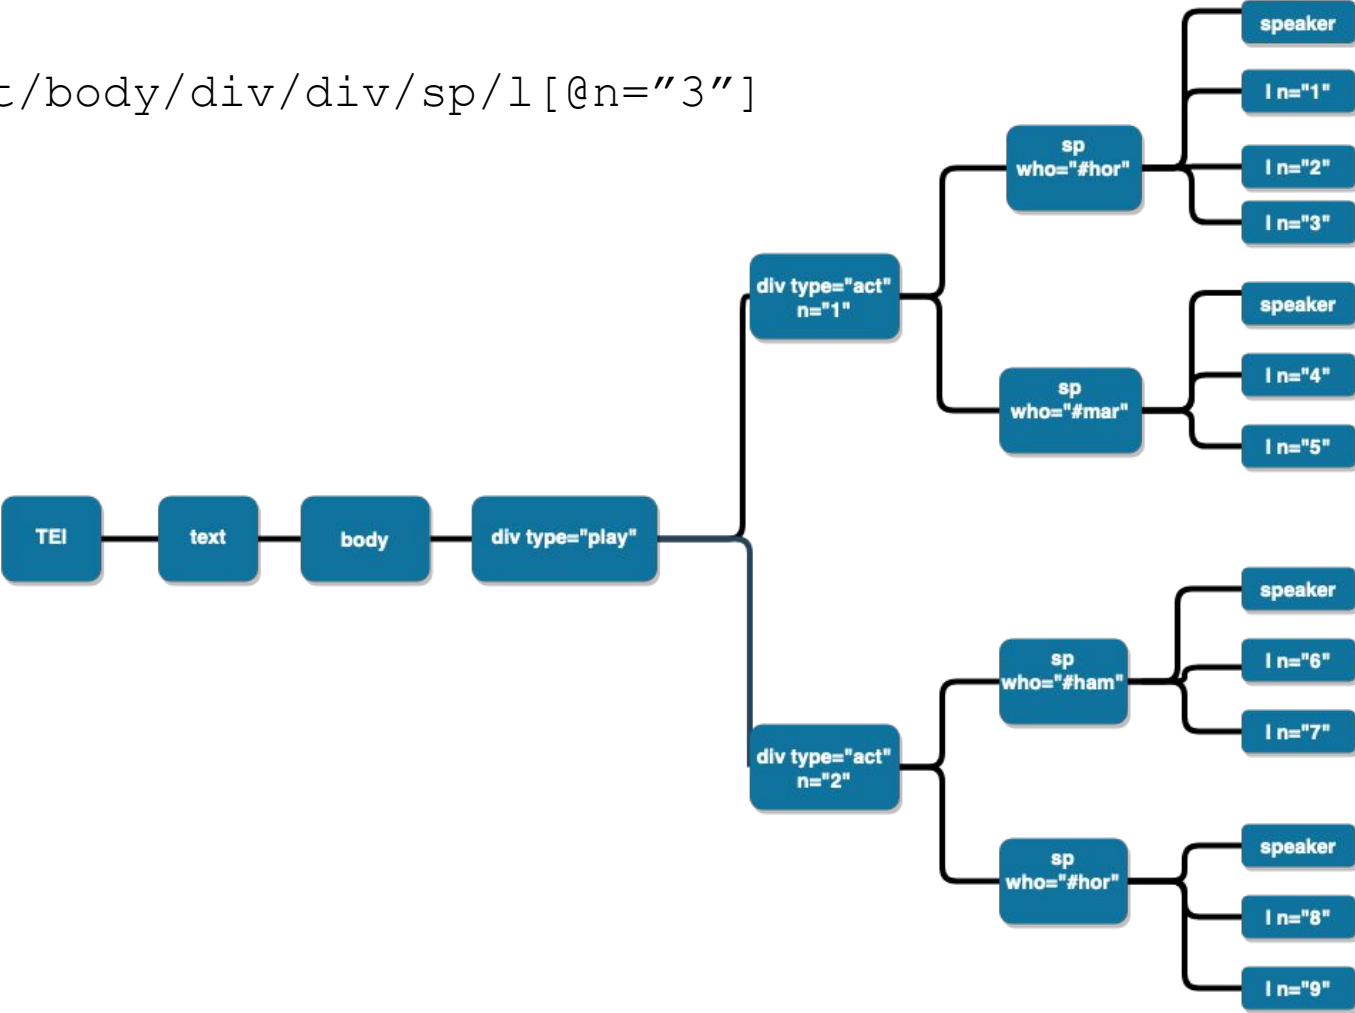 t/body/div/div/sp/l[@n=”3”]
speaker
l n="1"
sp
who="#hor"
l n="2"
l n="3"
div type="act"
n="1"
speaker
sp
who="#mar"
l n="4"
l n="5"
TEI
text
body
div type="play"
speaker
sp
who="#ham"
l n="6"
l n="7"
div type="act"
n="2"
speaker
sp
who="#hor"
l n="8"
l n="9"